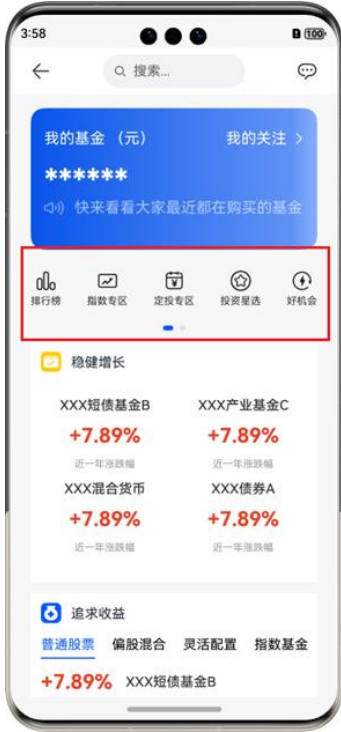 3:58 100
搜索...
我的基金 （元） 我的关注 >
******
快来看看大家最近都在购买的基金
排行榜 指数专区 定投专区 投资星选 好机会
稳健增长
XXX短债基金B XXX产业基金C
+7.89% +7.89%
近一年涨跌幅 近一年涨跌幅
XXX混合货币 XXX债券A
+7.89% +7.89%
近一年涨跌幅 近一年涨跌幅
追求收益
普通股票 偏股混合 灵活配置 指数基金
+7.89% XXX短债基金B